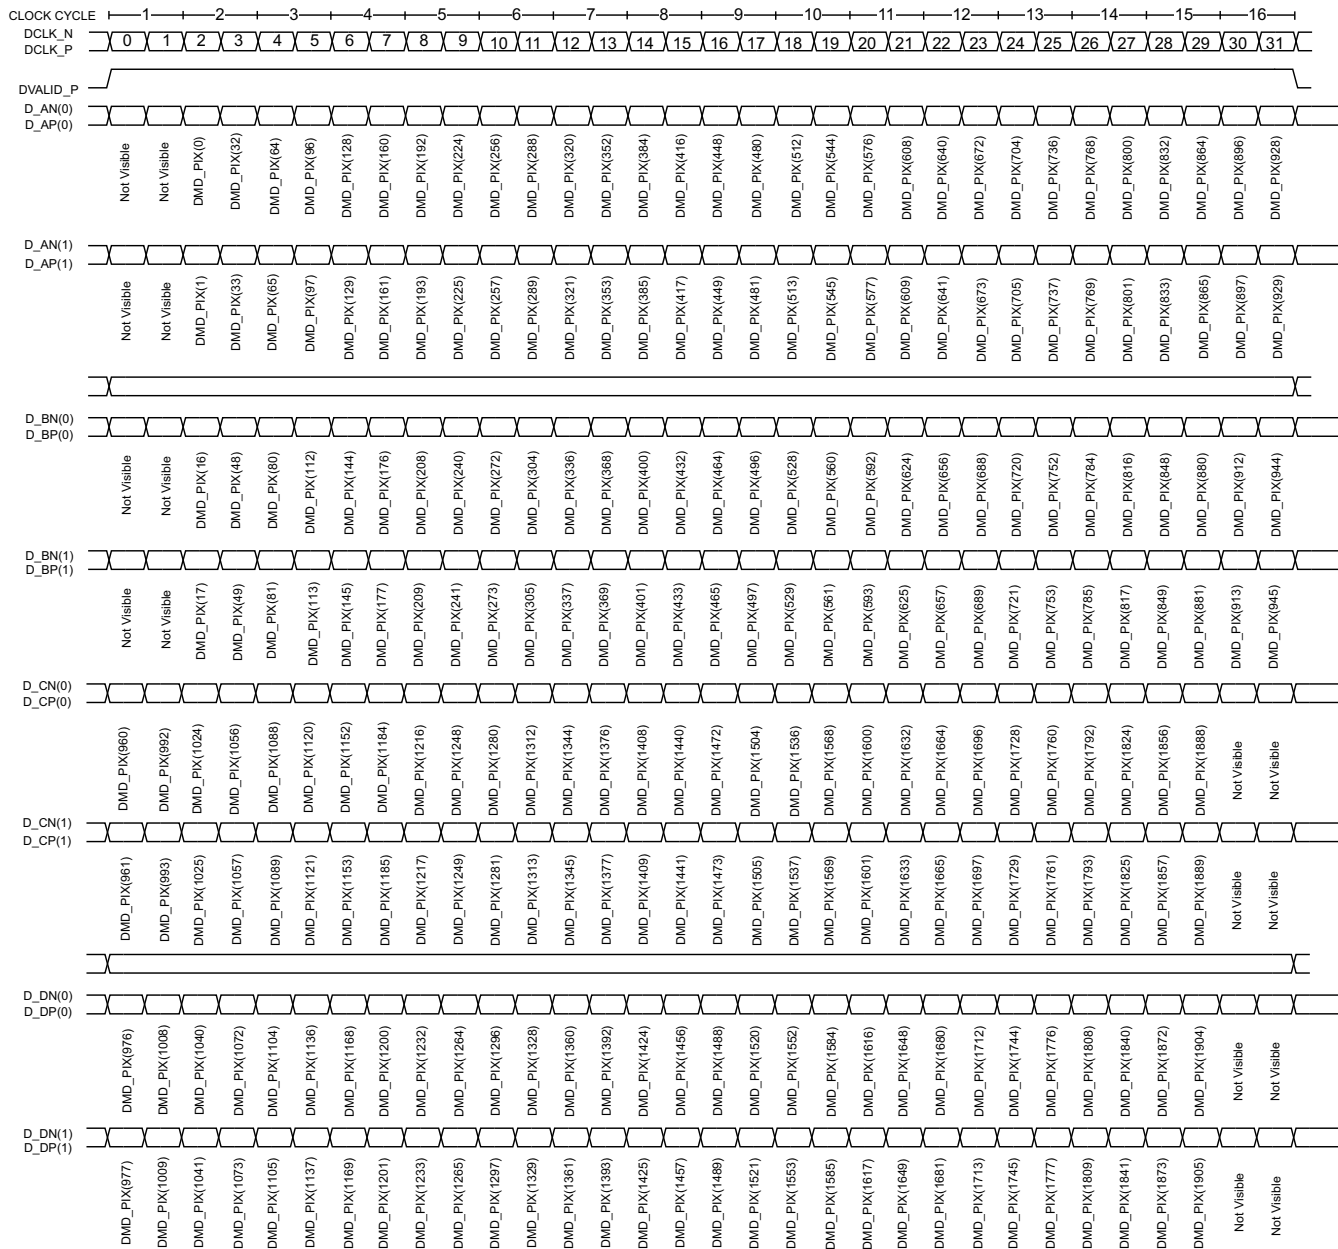 CLOCK CYCLE 1 2 3 4 5 6 7 8 9 10 11 12 13 14 15 16
DCLK_N
DCLK_P
0 1 2 3 4 5 6 7 8 9 10 11 12 13 14 15 16 17 18 19 20 21 22 23 24 25 26 27 28 29 30 31
DVALID_P
D_AN(0)
D_AP(0)
Not Visible
Not Visible
DMD_PIX(0)
DMD_PIX(32)
DMD_PIX(64)
DMD_PIX(96)
DMD_PIX(128)
DMD_PIX(160)
DMD_PIX(192)
DMD_PIX(224)
DMD_PIX(256)
DMD_PIX(288)
DMD_PIX(320)
DMD_PIX(352)
DMD_PIX(384)
DMD_PIX(416)
DMD_PIX(448)
DMD_PIX(480)
DMD_PIX(512)
DMD_PIX(544)
DMD_PIX(576)
DMD_PIX(608)
DMD_PIX(640)
DMD_PIX(672)
DMD_PIX(704)
DMD_PIX(736)
DMD_PIX(768)
DMD_PIX(800)
DMD_PIX(832)
DMD_PIX(864)
DMD_PIX(896)
DMD_PIX(928)
D_AN(1)
D_AP(1)
Not Visible
Not Visible
DMD_PIX(1)
DMD_PIX(33)
DMD_PIX(65)
DMD_PIX(97)
DMD_PIX(129)
DMD_PIX(161)
DMD_PIX(193)
DMD_PIX(225)
DMD_PIX(257)
DMD_PIX(289)
DMD_PIX(321)
DMD_PIX(353)
DMD_PIX(385)
DMD_PIX(417)
DMD_PIX(449)
DMD_PIX(481)
DMD_PIX(513)
DMD_PIX(545)
DMD_PIX(577)
DMD_PIX(609)
DMD_PIX(641)
DMD_PIX(673)
DMD_PIX(705)
DMD_PIX(737)
DMD_PIX(769)
DMD_PIX(801)
DMD_PIX(833)
DMD_PIX(865)
DMD_PIX(897)
DMD_PIX(929)
D_BN(0)
D_BP(0)
Not Visible
Not Visible
DMD_PIX(16)
DMD_PIX(48)
DMD_PIX(80)
DMD_PIX(112)
DMD_PIX(144)
DMD_PIX(176)
DMD_PIX(208)
DMD_PIX(240)
DMD_PIX(272)
DMD_PIX(304)
DMD_PIX(336)
DMD_PIX(368)
DMD_PIX(400)
DMD_PIX(432)
DMD_PIX(464)
DMD_PIX(496)
DMD_PIX(528)
DMD_PIX(560)
DMD_PIX(592)
DMD_PIX(624)
DMD_PIX(656)
DMD_PIX(688)
DMD_PIX(720)
DMD_PIX(752)
DMD_PIX(784)
DMD_PIX(816)
DMD_PIX(848)
DMD_PIX(880)
DMD_PIX(912)
DMD_PIX(944)
D_BN(1)
D_BP(1)
Not Visible
Not Visible
DMD_PIX(17)
DMD_PIX(49)
DMD_PIX(81)
DMD_PIX(113)
DMD_PIX(145)
DMD_PIX(177)
DMD_PIX(209)
DMD_PIX(241)
DMD_PIX(273)
DMD_PIX(305)
DMD_PIX(337)
DMD_PIX(369)
DMD_PIX(401)
DMD_PIX(433)
DMD_PIX(465)
DMD_PIX(497)
DMD_PIX(529)
DMD_PIX(561)
DMD_PIX(593)
DMD_PIX(625)
DMD_PIX(657)
DMD_PIX(689)
DMD_PIX(721)
DMD_PIX(753)
DMD_PIX(785)
DMD_PIX(817)
DMD_PIX(849)
DMD_PIX(881)
DMD_PIX(913)
DMD_PIX(945)
D_CN(0)
D_CP(0)
DMD_PIX(960)
DMD_PIX(992)
DMD_PIX(1024)
DMD_PIX(1056)
DMD_PIX(1088)
DMD_PIX(1120)
DMD_PIX(1152)
DMD_PIX(1184)
DMD_PIX(1216)
DMD_PIX(1248)
DMD_PIX(1280)
DMD_PIX(1312)
DMD_PIX(1344)
DMD_PIX(1376)
DMD_PIX(1408)
DMD_PIX(1440)
DMD_PIX(1472)
DMD_PIX(1504)
DMD_PIX(1536)
DMD_PIX(1568)
DMD_PIX(1600)
DMD_PIX(1632)
DMD_PIX(1664)
DMD_PIX(1696)
DMD_PIX(1728)
DMD_PIX(1760)
DMD_PIX(1792)
DMD_PIX(1824)
DMD_PIX(1856)
DMD_PIX(1888)
Not Visible
Not Visible
D_CN(1)
D_CP(1)
DMD_PIX(961)
DMD_PIX(993)
DMD_PIX(1025)
DMD_PIX(1057)
DMD_PIX(1089)
DMD_PIX(1121)
DMD_PIX(1153)
DMD_PIX(1185)
DMD_PIX(1217)
DMD_PIX(1249)
DMD_PIX(1281)
DMD_PIX(1313)
DMD_PIX(1345)
DMD_PIX(1377)
DMD_PIX(1409)
DMD_PIX(1441)
DMD_PIX(1473)
DMD_PIX(1505)
DMD_PIX(1537)
DMD_PIX(1569)
DMD_PIX(1601)
DMD_PIX(1633)
DMD_PIX(1665)
DMD_PIX(1697)
DMD_PIX(1729)
DMD_PIX(1761)
DMD_PIX(1793)
DMD_PIX(1825)
DMD_PIX(1857)
DMD_PIX(1889)
Not Visible
Not Visible
D_DN(0)
D_DP(0)
DMD_PIX(976)
DMD_PIX(1008)
DMD_PIX(1040)
DMD_PIX(1072)
DMD_PIX(1104)
DMD_PIX(1136)
DMD_PIX(1168)
DMD_PIX(1200)
DMD_PIX(1232)
DMD_PIX(1264)
DMD_PIX(1296)
DMD_PIX(1328)
DMD_PIX(1360)
DMD_PIX(1392)
DMD_PIX(1424)
DMD_PIX(1456)
DMD_PIX(1488)
DMD_PIX(1520)
DMD_PIX(1552)
DMD_PIX(1584)
DMD_PIX(1616)
DMD_PIX(1648)
DMD_PIX(1680)
DMD_PIX(1712)
DMD_PIX(1744)
DMD_PIX(1776)
DMD_PIX(1808)
DMD_PIX(1840)
DMD_PIX(1872)
DMD_PIX(1904)
Not Visible
Not Visible
D_DN(1)
D_DP(1)
DMD_PIX(977)
DMD_PIX(1009)
DMD_PIX(1041)
DMD_PIX(1073)
DMD_PIX(1105)
DMD_PIX(1137)
DMD_PIX(1169)
DMD_PIX(1201)
DMD_PIX(1233)
DMD_PIX(1265)
DMD_PIX(1297)
DMD_PIX(1329)
DMD_PIX(1361)
DMD_PIX(1393)
DMD_PIX(1425)
DMD_PIX(1457)
DMD_PIX(1489)
DMD_PIX(1521)
DMD_PIX(1553)
DMD_PIX(1585)
DMD_PIX(1617)
DMD_PIX(1649)
DMD_PIX(1681)
DMD_PIX(1713)
DMD_PIX(1745)
DMD_PIX(1777)
DMD_PIX(1809)
DMD_PIX(1841)
DMD_PIX(1873)
DMD_PIX(1905)
Not Visible
Not Visible